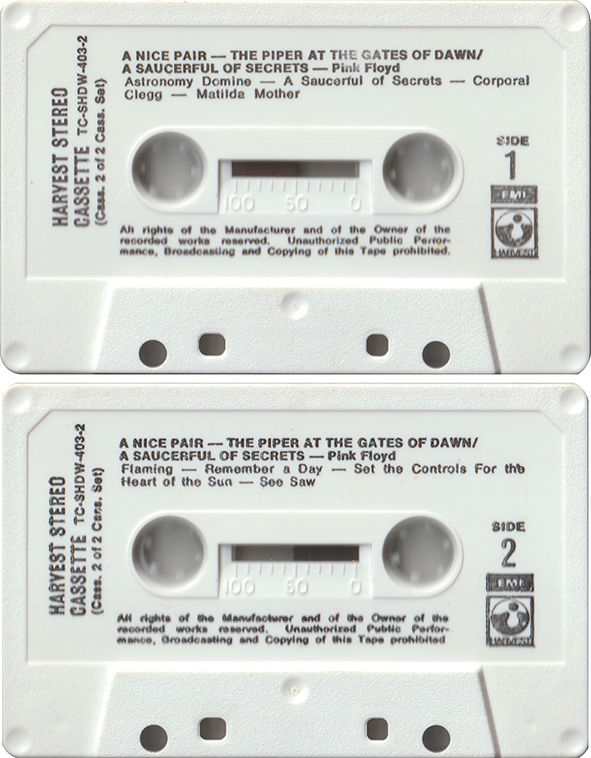 A NICE PAIR — THE PIPER AT THE GATES OF DAWN/
A SAUCERFUL OF SECRETS — Pink Floyd
Astronomy Domine — A Saucerful of Secrets — Corporal
Clegg — Matilda Mother
HARVEST STEREO
CASSETTE TC-SHDW-403-2
(Cass. 2 of 2 Cass. Set)
SIDE
1
EMI
HARVEST
100 50 0
All rights of the Manufacturer and of the Owner of the
recorded works reserved. Unauthorized Public Perfor-
mance, Broadcasting and Copying of this Tape prohibited.
A NICE PAIR — THE PIPER AT THE GATES OF DAWN/
A SAUCERFUL OF SECRETS — Pink Floyd
Flaming — Remember a Day — Set the Controls For the
Heart of the Sun — See Saw
HARVEST STEREO
CASSETTE TC-SHDW-403-2
(Cass. 2 of 2 Cass. Set)
SIDE
2
EMI
HARVEST
100 50 0
All rights of the Manufacturer and of the Owner of the
recorded works reserved. Unauthorized Public Perfor-
mance, Broadcasting and Copying of this Tape prohibited